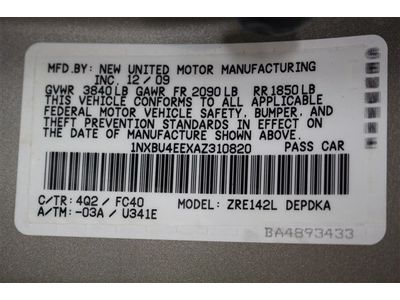 MFD.BY: NEW UNITED MOTOR MANUFACTURING
INC. 12/09
GVWR 3840LB GAWR FR 2090LB RR1850LB
THIS VEHICLE CONFORMS TO ALL APPLICABLE
FEDERAL MOTOR VEHICLE SAFETY, BUMPER, AND
THEFT PREVENTION STANDARDS IN EFFECT ON
THE DATE OF MANUFACTURE SHOWN ABOVE.
1NXBU4EEXAZ310820 PASS CAR
C/TR: 4Q2 / FC40 MODEL: ZRE142L DEPDKA
A/TM: -03A / U341E
BA4893433